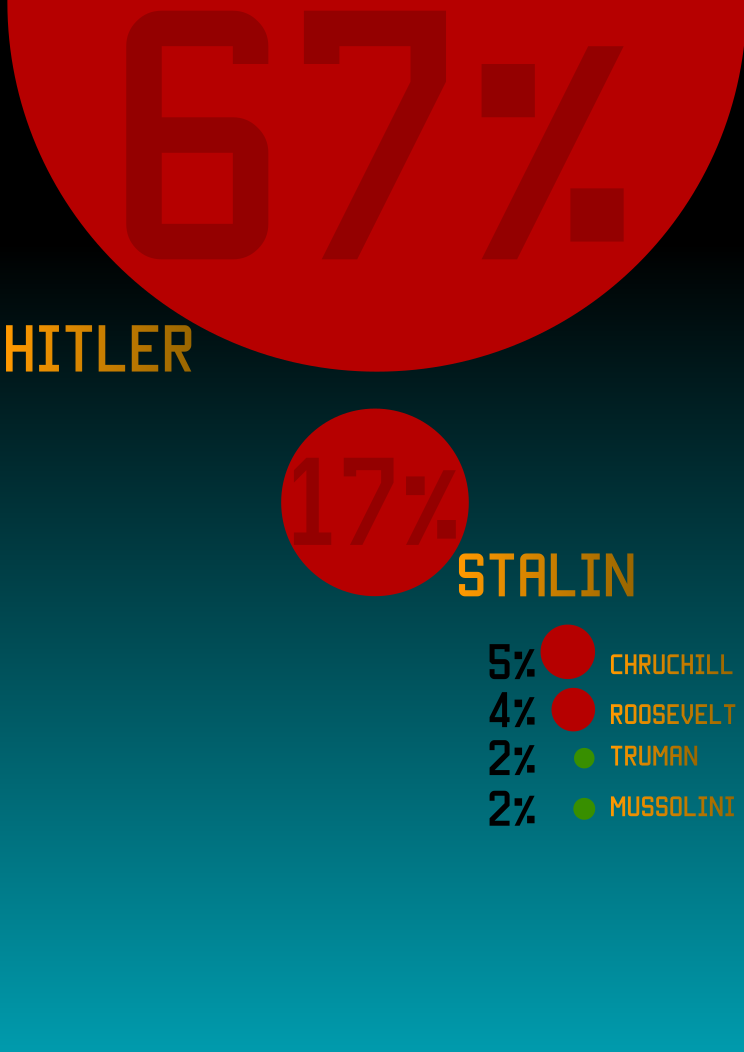 67%
HITLER
17%
STALIN
5% CHRUCHILL
4% ROOSEVELT
2% TRUMAN
2% MUSSOLINI